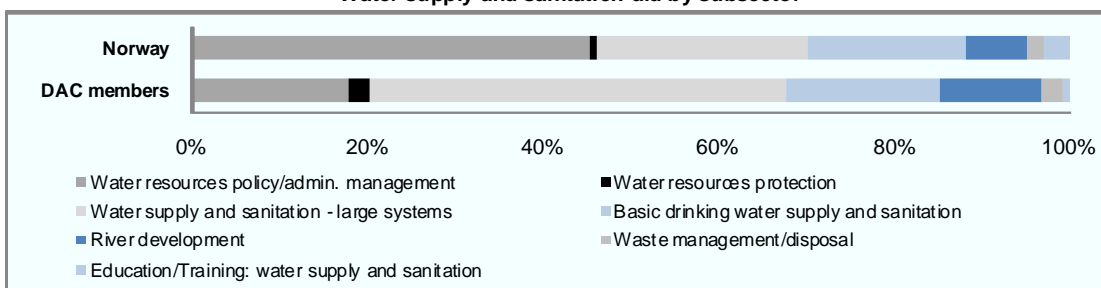 Water supply and sanitation aid by subsector
Norway
DAC members
0% 20% 40% 60% 80% 100%
Water resources policy/admin. management
Water resources protection
Water supply and sanitation - large systems
Basic drinking water supply and sanitation
River development
Waste management/disposal
Education/Training: water supply and sanitation